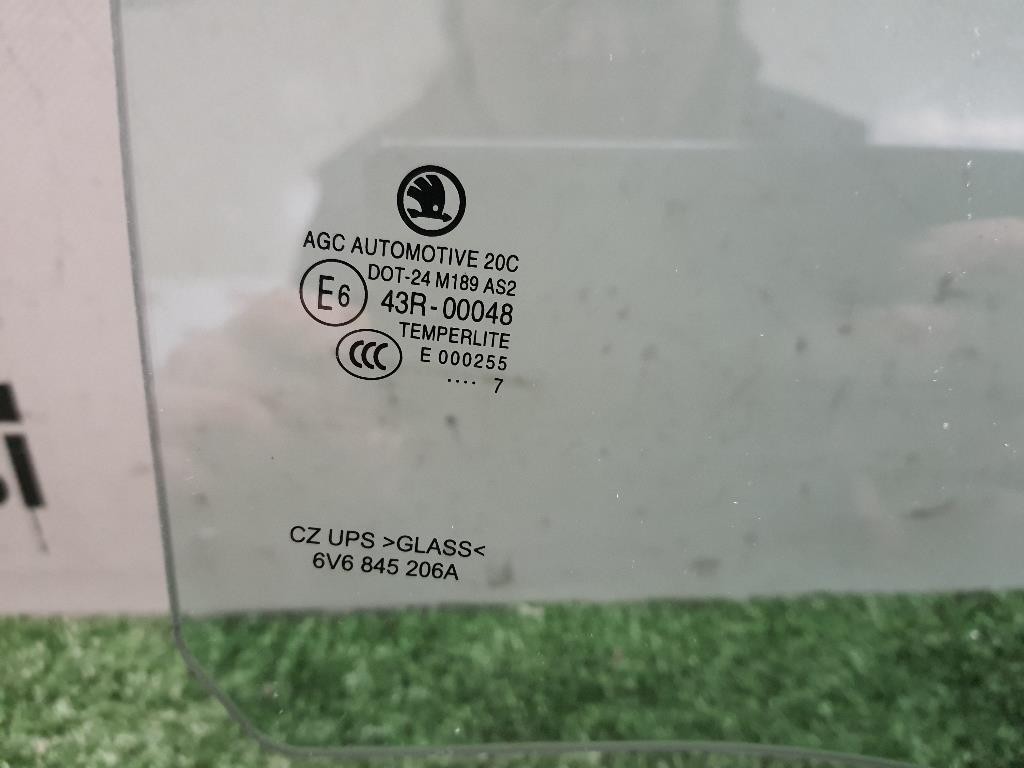 AGC AUTOMOTIVE 20C
DOT-24 M189 AS2
E6 43R-00048
TEMPERLITE
CCC E 000255
.... 7
CZ UPS >GLASS<
6V6 845 206A